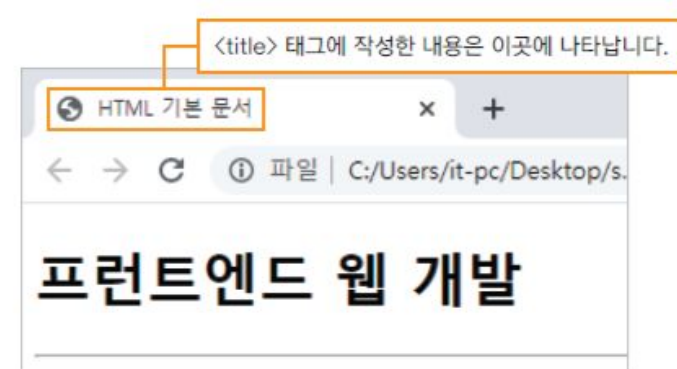 <title> 태그에 작성한 내용은 이곳에 나타납니다.
HTML 기본 문서
파일 | C:/Users/it-pc/Desktop/s.
프런트엔드 웹 개발